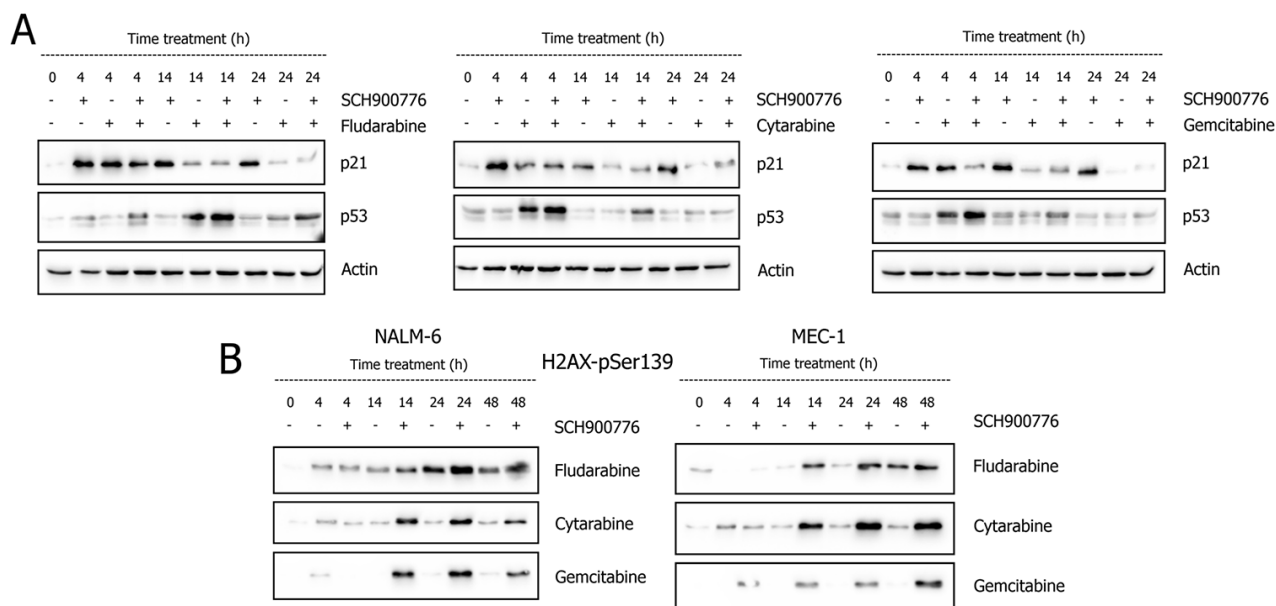 A
Time treatment (h)
0 4 4 4 14 14 14 24 24 24
- + - + + - + + - + SCH900776
- - + + - + + - + + Fludarabine
p21
p53
Actin
Time treatment (h)
0 4 4 4 14 14 14 24 24 24
- + - + + - + + - + SCH900776
- - + + - + + - + + Cytarabine
p21
p53
Actin
Time treatment (h)
0 4 4 4 14 14 14 24 24 24
- + - + + - + + - + SCH900776
- - + + - + + - + + Gemcitabine
p21
p53
Actin
B
H2AX-pSer139
NALM-6
Time treatment (h)
0 4 4 14 14 24 24 48 48
- - + - + - + - + SCH900776
Fludarabine
Cytarabine
Gemcitabine
MEC-1
Time treatment (h)
0 4 4 14 14 24 24 48 48
- - + - + - + - + SCH900776
Fludarabine
Cytarabine
Gemcitabine